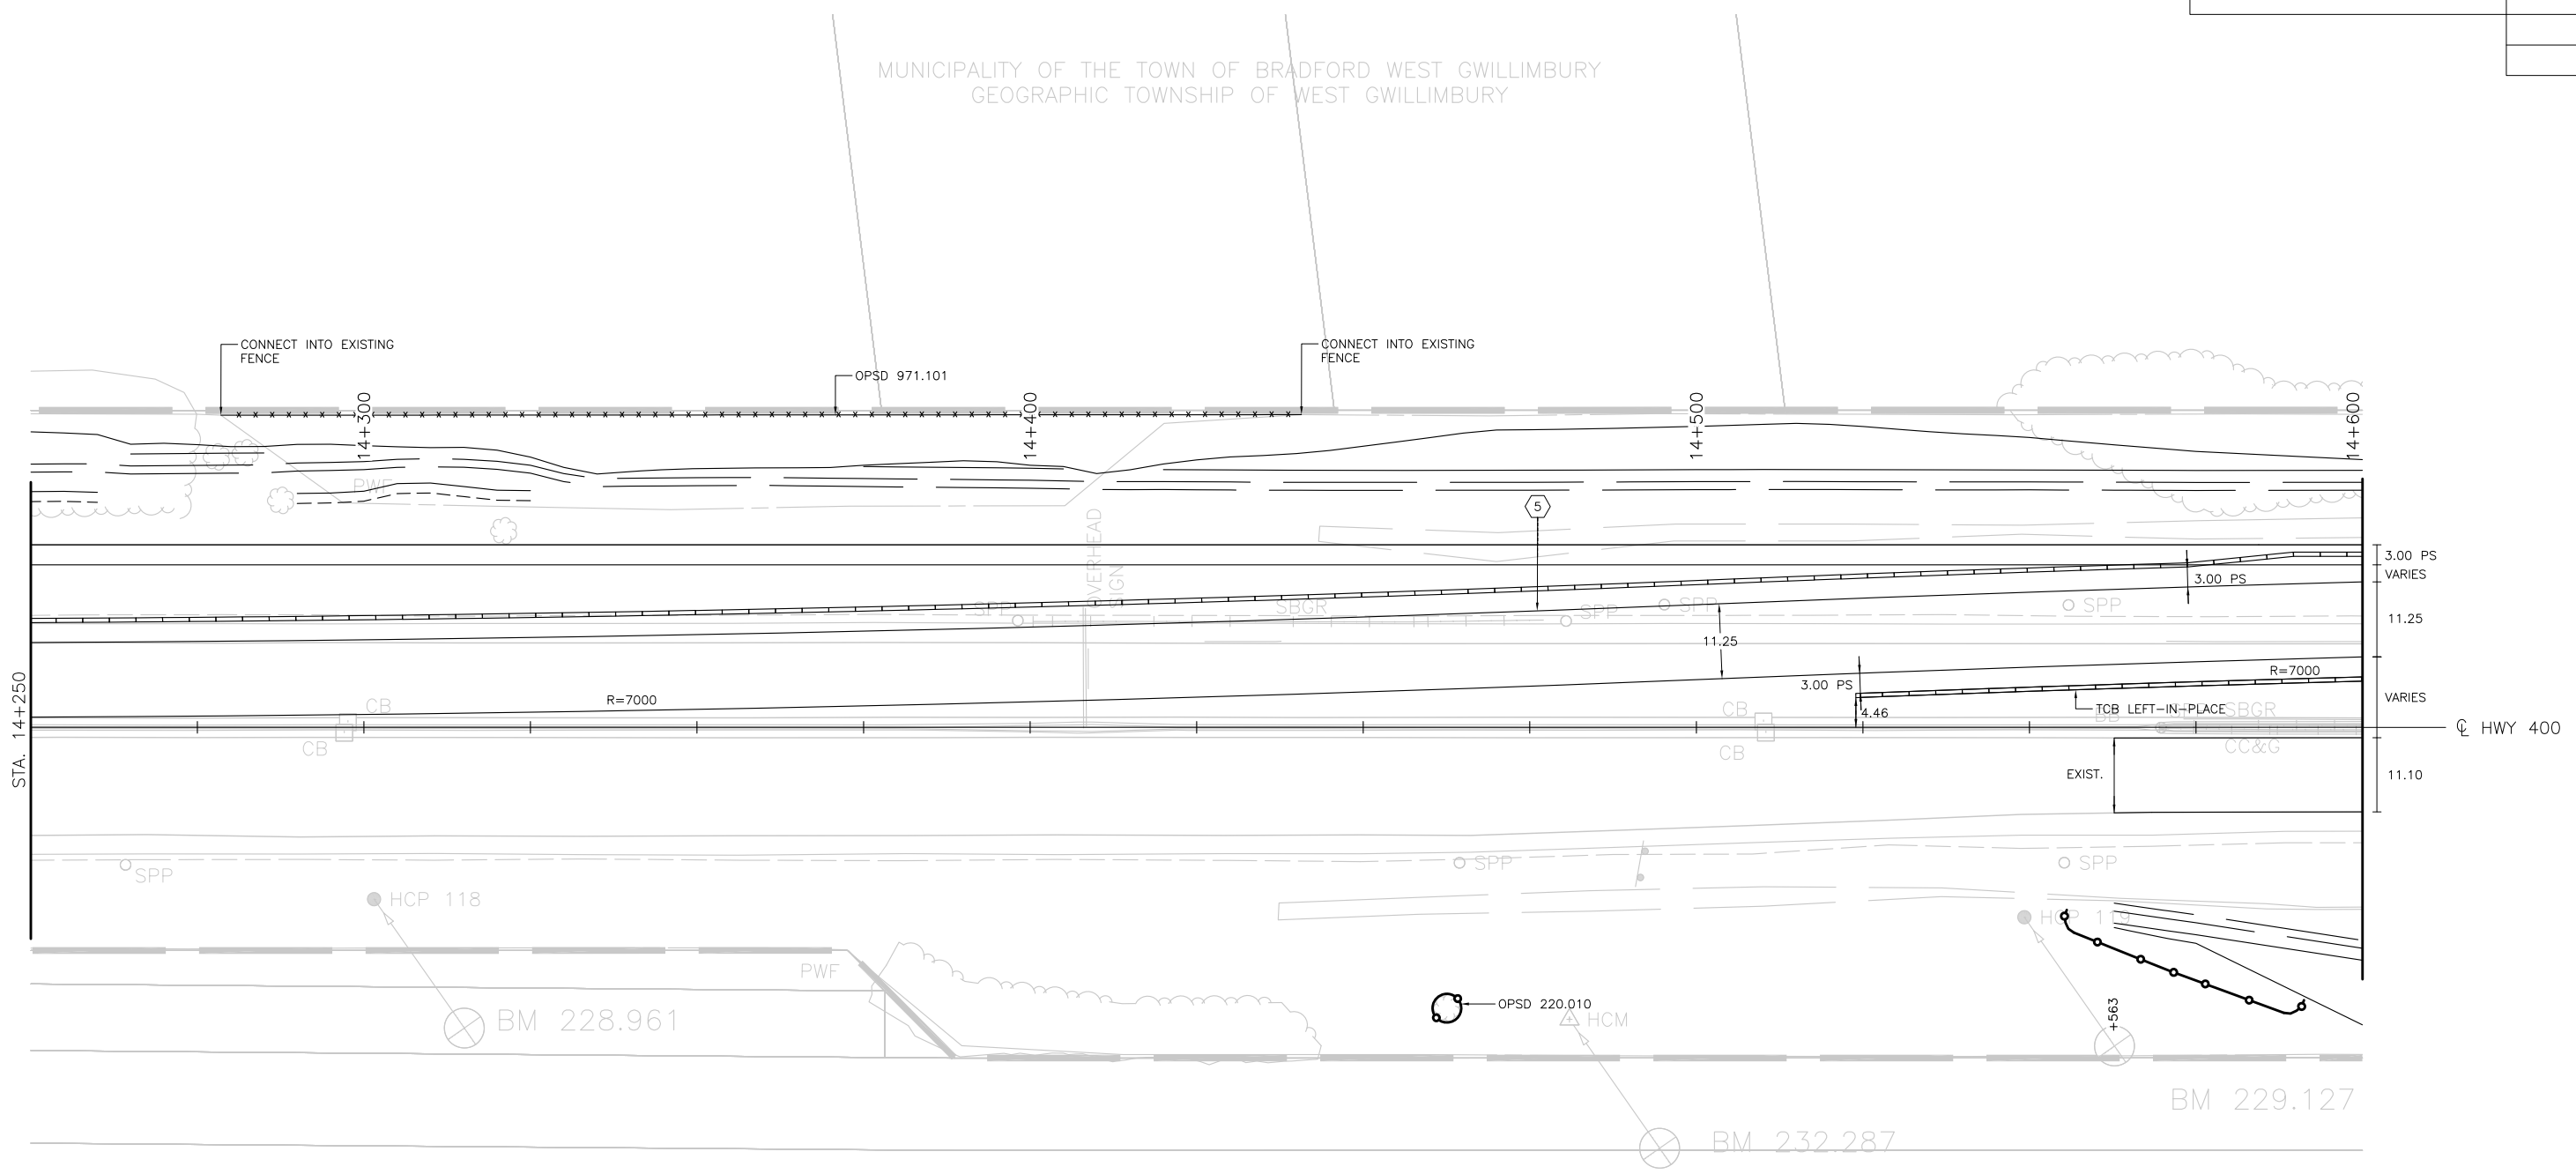 MUNICIPALITY OF THE TOWN OF BRADFORD WEST GWILLIMBURY
GEOGRAPHIC TOWNSHIP OF WEST GWILLIMBURY
CONNECT INTO EXISTING
FENCE
CONNECT INTO EXISTING
FENCE
OPSD 971.101
14+300
14+400
14+500
14+600
PWF
OVERHEAD
SIGN
5
3.00 PS
VARIES
3.00 PS
SPP
SBGR
SPP
SPP
SPP
11.25
11.25
STA. 14+250
R=7000
R=7000
3.00 PS
VARIES
4.46
TCB LEFT-IN-PLACE
CB
CB
CB
CB
BB
SBGR
CC&G
HWY 400
EXIST.
11.10
SPP
SPP
SPP
HCP 118
HCP 119
PWF
BM 228.961
OPSD 220.010
HCM
+563
BM 229.127
BM 232.287